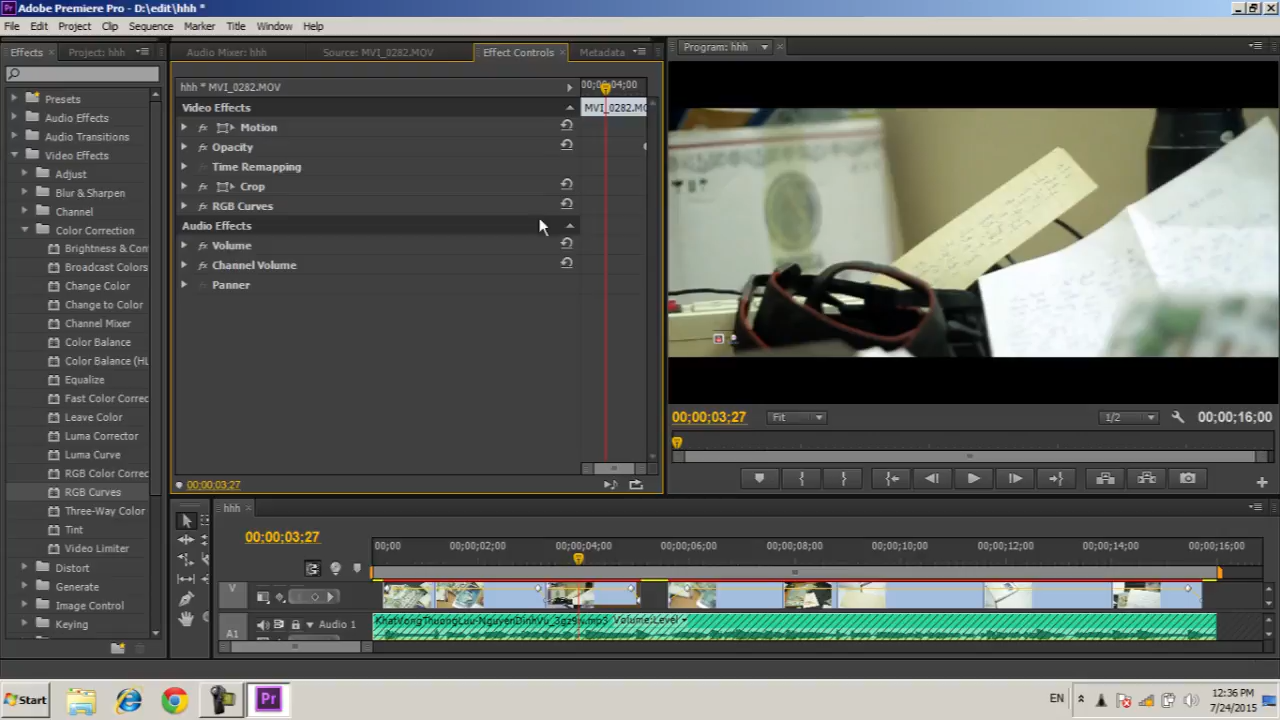 Adobe Premiere Pro - D:\edit\hhh *
File Edit Project Clip Sequence Marker Title Window Help
Effects Project: hhh
Presets
Audio Effects
Audio Transitions
Video Effects
Adjust
Blur & Sharpen
Channel
Color Correction
Brightness & Con
Broadcast Colors
Change Color
Change to Color
Channel Mixer
Color Balance
Color Balance (HL
Equalize
Fast Color Correc
Leave Color
Luma Corrector
Luma Curve
RGB Color Correc
RGB Curves
Three-Way Color
Tint
Video Limiter
Distort
Generate
Image Control
Keying
Audio Mixer: hhh Source: MVI_0282.MOV Effect Controls Metadata
hhh * MVI_0282.MOV
00;00;04;00
Video Effects
MVI_0282.MO
fx Motion
fx Opacity
Time Remapping
fx Crop
fx RGB Curves
Audio Effects
fx Volume
fx Channel Volume
Panner
00;00;03;27
Program: hhh
00;00;03;27 Fit 1/2 00;00;16;00
hhh
00;00;03;27
00;00 00;00;02;00 00;00;04;00 00;00;06;00 00;00;08;00 00;00;10;00 00;00;12;00 00;00;14;00 00;00;16;00
V
A1 Audio 1
Volume:Level
Start
Pr
EN
12:36 PM
7/24/2015